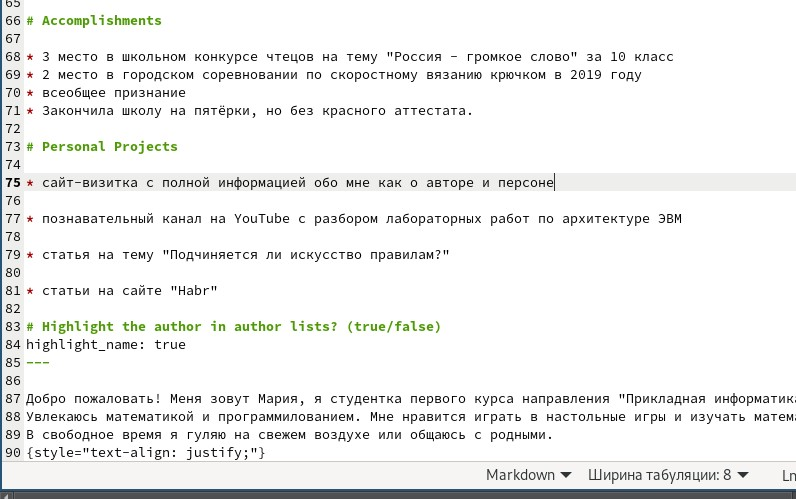 65
66 # Accomplishments
67
68 * 3 место в школьном конкурсе чтецов на тему "Россия - громкое слово" за 10 класс
69 * 2 место в городском соревновании по скоростному вязанию крючком в 2019 году
70 * всеобщее признание
71 * Закончила школу на пятёрки, но без красного аттестата.
72
73 # Personal Projects
74
75 * сайт-визитка с полной информацией обо мне как о авторе и персоне
76
77 * познавательный канал на YouTube с разбором лабораторных работ по архитектуре ЭВМ
78
79 * статья на тему "Подчиняется ли искусство правилам?"
80
81 * статьи на сайте "Habr"
82
83 # Highlight the author in author lists? (true/false)
84 highlight_name: true
85 ---
86
87 Добро пожаловать! Меня зовут Мария, я студентка первого курса направления "Прикладная информатика
88 Увлекаюсь математикой и программилованием. Мне нравится играть в настольные игры и изучать матема
89 В свободное время я гуляю на свежем воздухе или общаюсь с родными.
90 {style="text-align: justify;"}
Markdown Ширина табуляции: 8 Ln